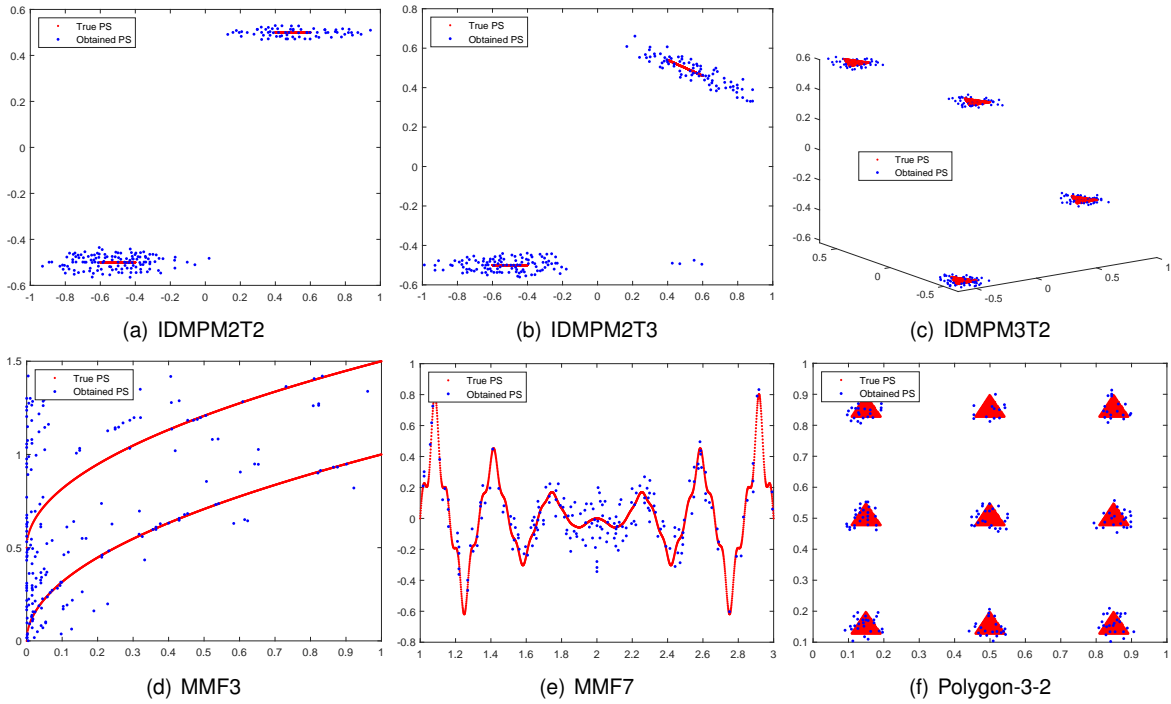 0.6
0.4
0.2
0
-0.2
-0.4
-0.6
-1 -0.8 -0.6 -0.4 -0.2 0 0.2 0.4 0.6 0.8 1
True PS
Obtained PS
(a) IDMPM2T2
0.8
0.6
0.4
0.2
0
-0.2
-0.4
-0.6
-1 -0.8 -0.6 -0.4 -0.2 0 0.2 0.4 0.6 0.8 1
True PS
Obtained PS
(b) IDMPM2T3
0.6
0.4
0.2
0
-0.2
-0.4
-0.6
0.5 0 -0.5
-0.5 0 0.5 1
True PS
Obtained PS
(c) IDMPM3T2
1.5
1
0.5
0
0 0.1 0.2 0.3 0.4 0.5 0.6 0.7 0.8 0.9 1
True PS
Obtained PS
(d) MMF3
1
0.8
0.6
0.4
0.2
0
-0.2
-0.4
-0.6
-0.8
1.2 1.4 1.6 1.8 2 2.2 2.4 2.6 2.8 3
True PS
Obtained PS
(e) MMF7
1
0.9
0.8
0.7
0.6
0.5
0.4
0.3
0.2
0.1
0 0.1 0.2 0.3 0.4 0.5 0.6 0.7 0.8 0.9 1
True PS
Obtained PS
(f) Polygon-3-2